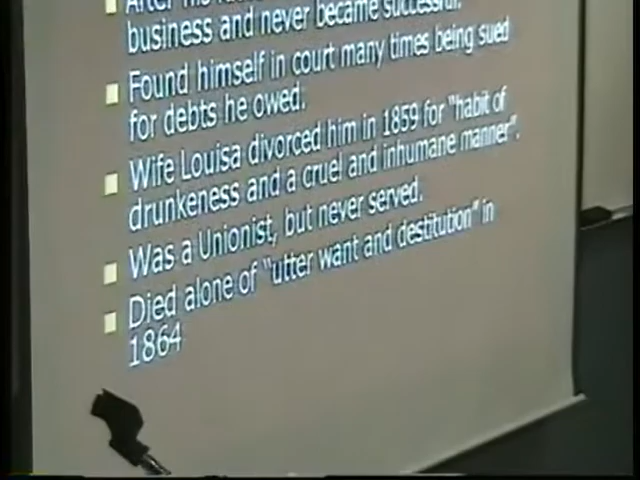 After his
business and never became successful.
Found himself in court many times being sued
for debts he owed.
Wife Louisa divorced him in 1859 for "habit of
drunkeness and a cruel and inhumane manner".
Was a Unionist, but never served.
Died alone of "utter want and destitution" in
1864